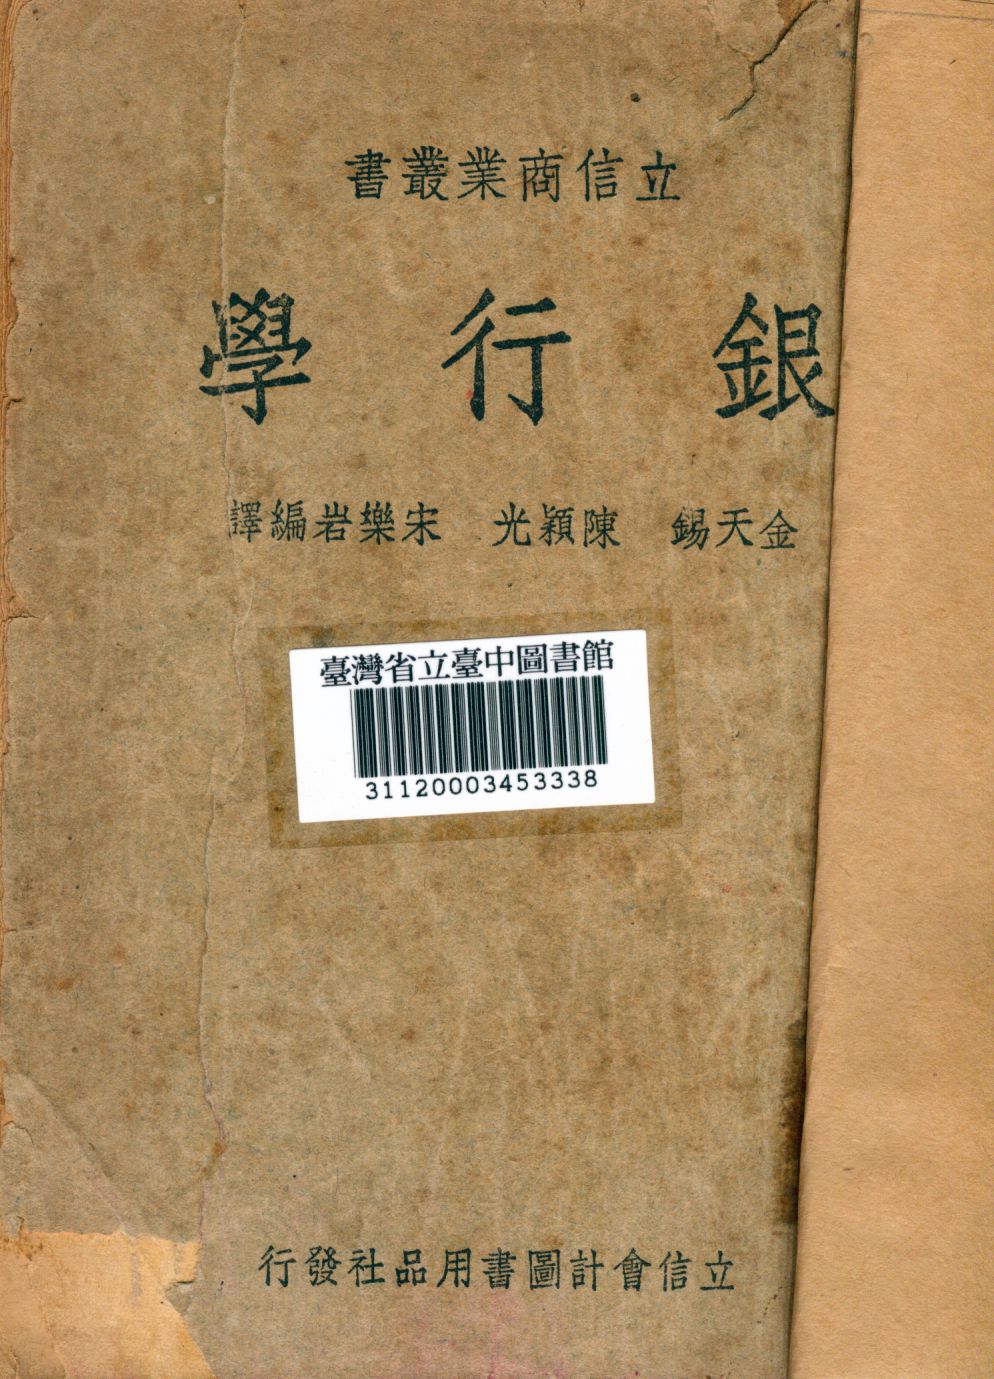 立信商業叢書
銀行學
金天錫 陳穎光 宋樂岩編譯
臺灣省立臺中圖書館
31120003453338
立信會計圖書用品社發行